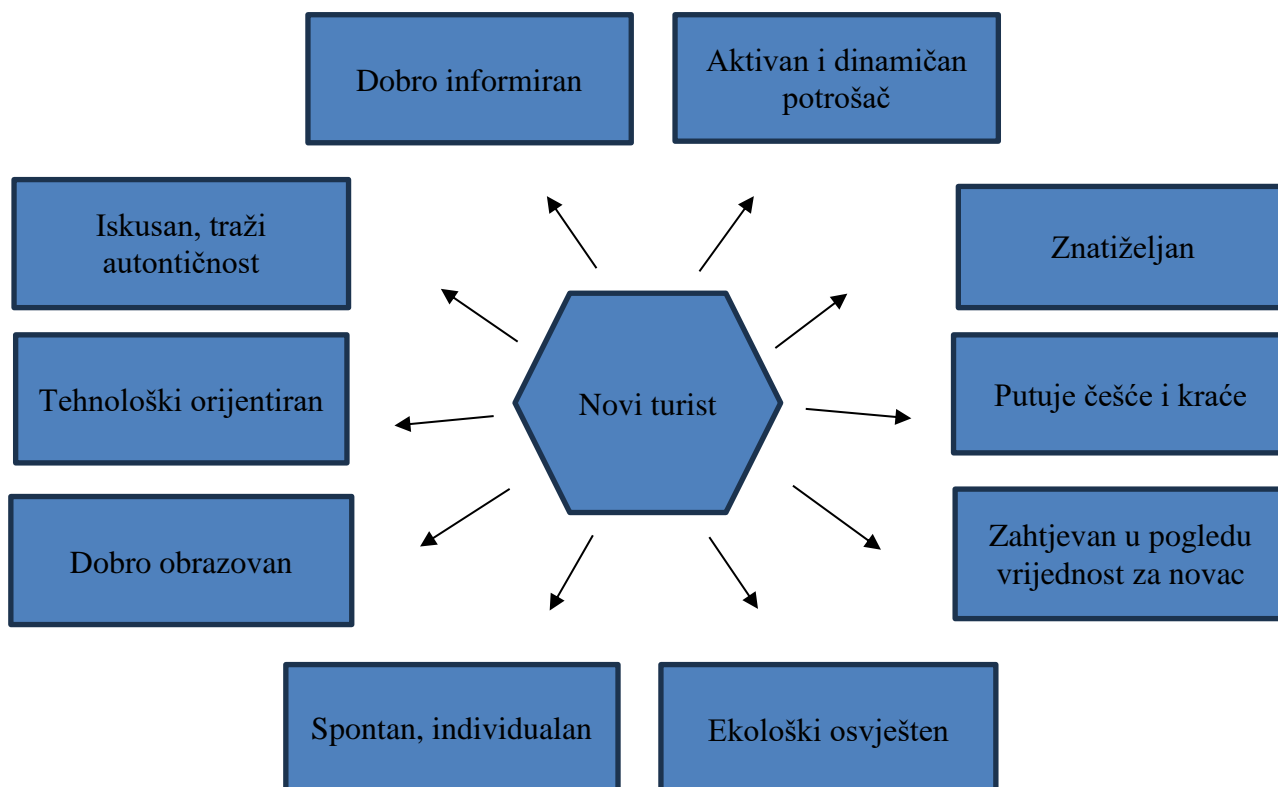 Dobro informiran
Aktivan i dinamičan
potrošač
Iskusan, traži
autontičnost
Znatiželjan
Tehnološki orijentiran
Novi turist
Putuje češće i kraće
Dobro obrazovan
Zahtjevan u pogledu
vrijednost za novac
Spontan, individualan
Ekološki osvješten